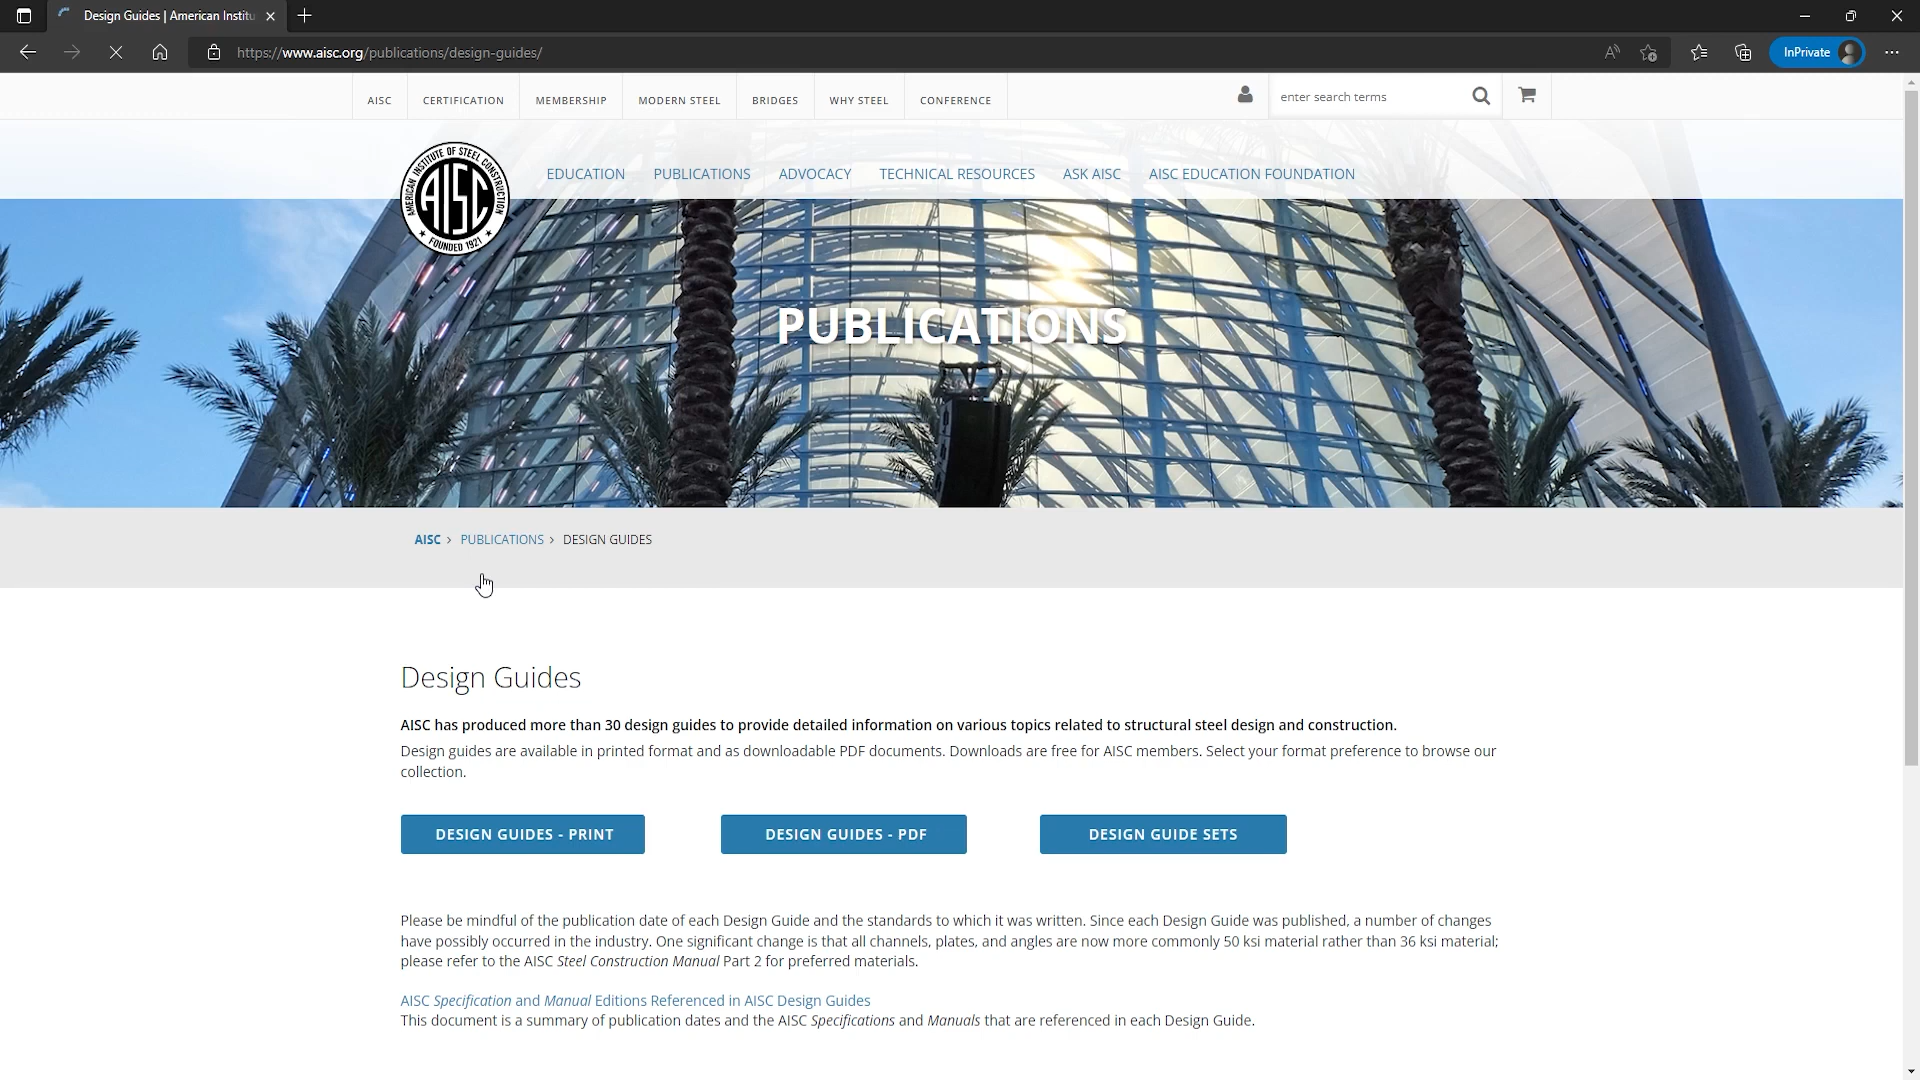 Design Guides | American Institu
https://www.aisc.org/publications/design-guides/
InPrivate
AISC
CERTIFICATION
MEMBERSHIP
MODERN STEEL
BRIDGES
WHY STEEL
CONFERENCE
enter search terms
AMERICAN INSTITUTE OF STEEL CONSTRUCTION
AISC
FOUNDED 1921
EDUCATION
PUBLICATIONS
ADVOCACY
TECHNICAL RESOURCES
ASK AISC
AISC EDUCATION FOUNDATION
PUBLICATIONS
AISC > PUBLICATIONS > DESIGN GUIDES
Design Guides
AISC has produced more than 30 design guides to provide detailed information on various topics related to structural steel design and construction.
Design guides are available in printed format and as downloadable PDF documents. Downloads are free for AISC members. Select your format preference to browse our
collection.
DESIGN GUIDES - PRINT
DESIGN GUIDES - PDF
DESIGN GUIDE SETS
Please be mindful of the publication date of each Design Guide and the standards to which it was written. Since each Design Guide was published, a number of changes
have possibly occurred in the industry. One significant change is that all channels, plates, and angles are now more commonly 50 ksi material rather than 36 ksi material;
please refer to the AISC Steel Construction Manual Part 2 for preferred materials.
AISC Specification and Manual Editions Referenced in AISC Design Guides
This document is a summary of publication dates and the AISC Specifications and Manuals that are referenced in each Design Guide.